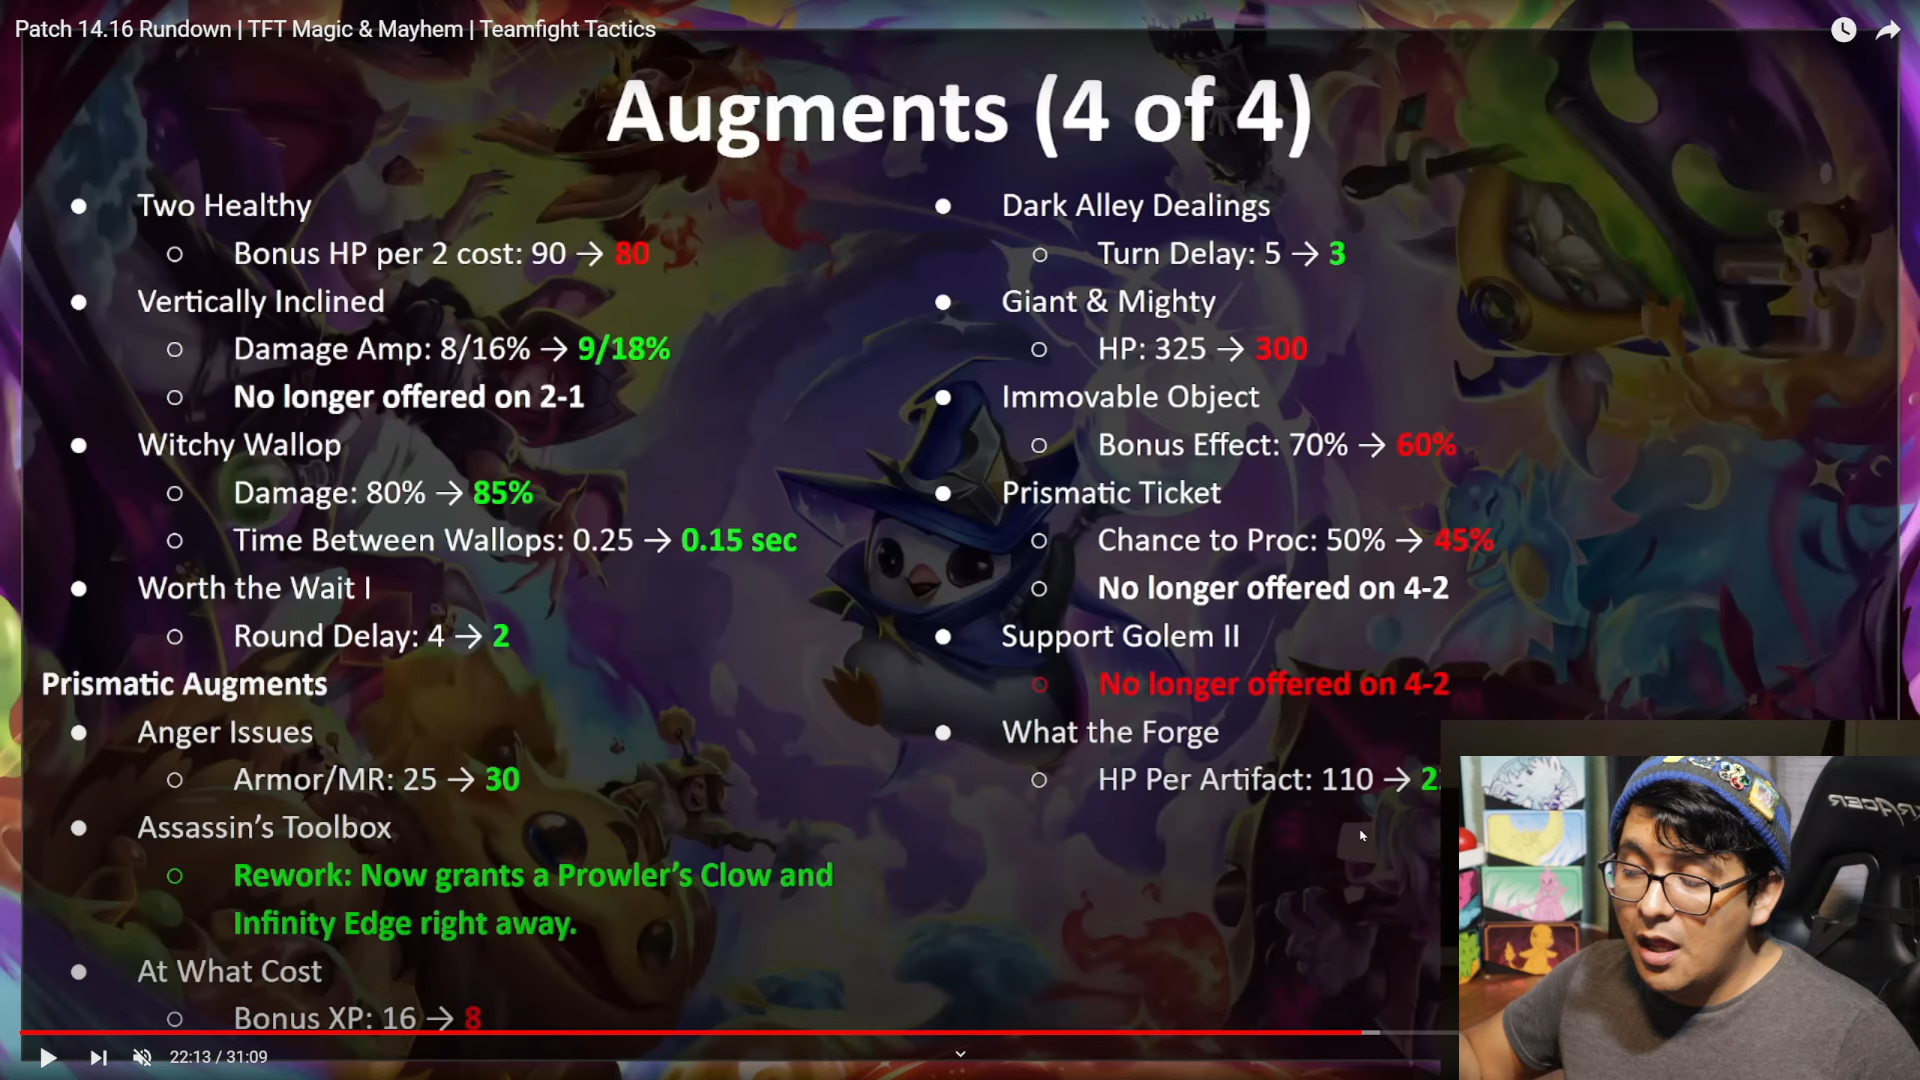 Patch 14.16 Rundown | TFT Magic & Mayhem | Teamfight Tactics
Augments (4 of 4)
Two Healthy
Bonus HP per 2 cost: 90 → 80
Vertically Inclined
Damage Amp: 8/16% → 9/18%
No longer offered on 2-1
Witchy Wallop
Damage: 80% → 85%
Time Between Wallops: 0.25 → 0.15 sec
Worth the Wait I
Round Delay: 4 → 2
Prismatic Augments
Anger Issues
Armor/MR: 25 → 30
Assassin's Toolbox
Rework: Now grants a Prowler's Clow and
Infinity Edge right away.
At What Cost
Bonus XP: 16 → 8
Dark Alley Dealings
Turn Delay: 5 → 3
Giant & Mighty
HP: 325 → 300
Immovable Object
Bonus Effect: 70% → 60%
Prismatic Ticket
Chance to Proc: 50% → 45%
No longer offered on 4-2
Support Golem II
No longer offered on 4-2
What the Forge
HP Per Artifact: 110 → 2
22:13 / 31:09